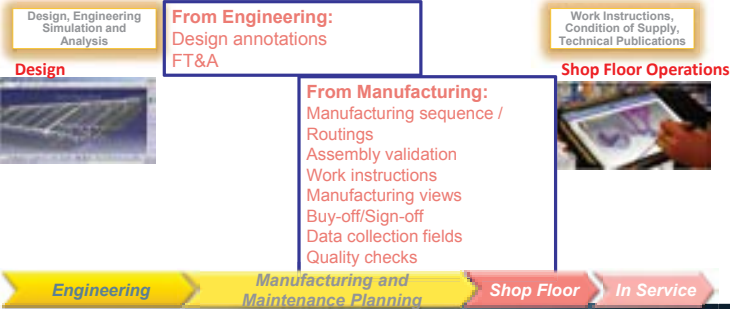 Design, Engineering
Simulation and
Analysis
Design
From Engineering:
Design annotations
FT&A
Work Instructions,
Condition of Supply,
Technical Publications
Shop Floor Operations
From Manufacturing:
Manufacturing sequence /
Routings
Assembly validation
Work instructions
Manufacturing views
Buy-off/Sign-off
Data collection fields
Quality checks
Engineering
Manufacturing and
Maintenance Planning
Shop Floor
In Service